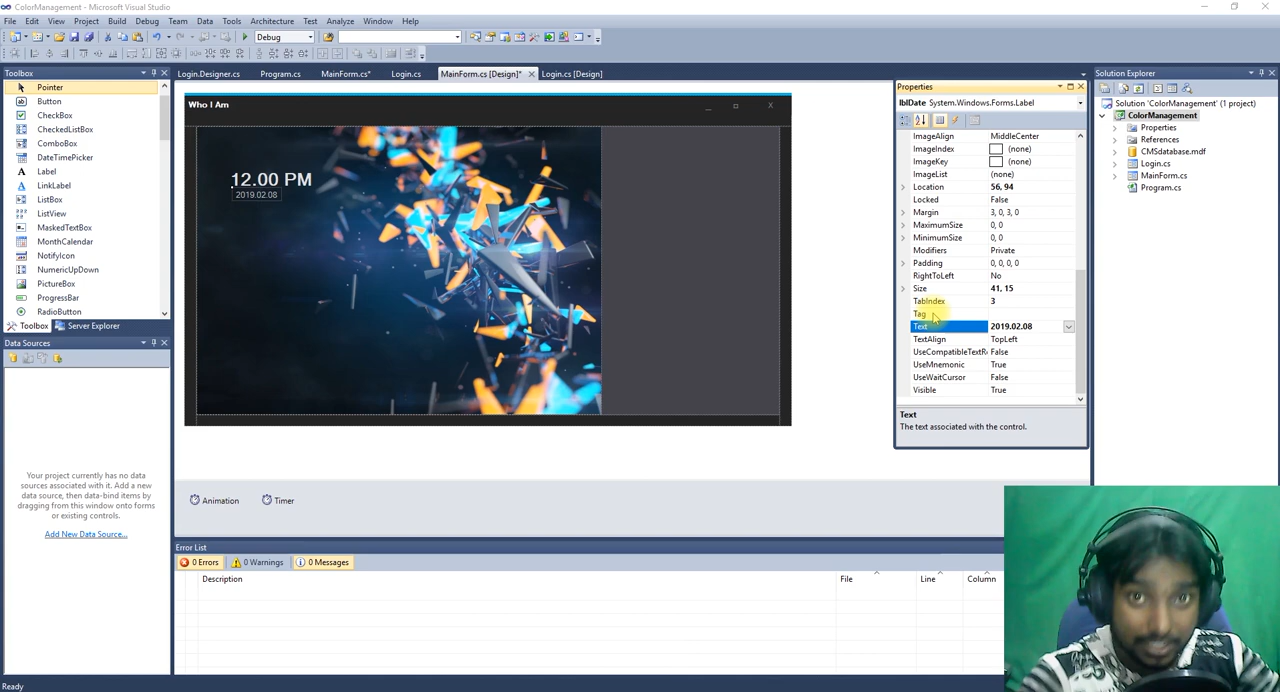 ColorManagement - Microsoft Visual Studio
File Edit View Project Build Debug Team Data Tools Architecture Test Analyze Window Help
Debug
Toolbox
Pointer
Button
CheckBox
CheckedListBox
ComboBox
DateTimePicker
Label
LinkLabel
ListBox
ListView
MaskedTextBox
MonthCalendar
NotifyIcon
NumericUpDown
PictureBox
ProgressBar
RadioButton
Toolbox Server Explorer
Data Sources
Your project currently has no data
sources associated with it. Add a new
data source, then data-bind items by
dragging from this window onto forms
or existing controls.
Add New Data Source...
Login.Designer.cs Program.cs MainForm.cs* Login.cs MainForm.cs [Design]* Login.cs [Design]
Who I Am
12.00 PM
2019.02.08
Animation Timer
Error List
0 Errors 0 Warnings 0 Messages
Description File Line Column
Properties
lblDate System.Windows.Forms.Label
ImageAlign MiddleCenter
ImageIndex (none)
ImageKey (none)
ImageList (none)
Location 56, 94
Locked False
Margin 3, 0, 3, 0
MaximumSize 0, 0
MinimumSize 0, 0
Modifiers Private
Padding 0, 0, 0, 0
RightToLeft No
Size 41, 15
TabIndex 3
Tag
Text 2019.02.08
TextAlign TopLeft
UseCompatibleTextRe False
UseMnemonic True
UseWaitCursor False
Visible True
Text
The text associated with the control.
Solution Explorer
Solution 'ColorManagement' (1 project)
ColorManagement
Properties
References
CMSdatabase.mdf
Login.cs
MainForm.cs
Program.cs
Ready